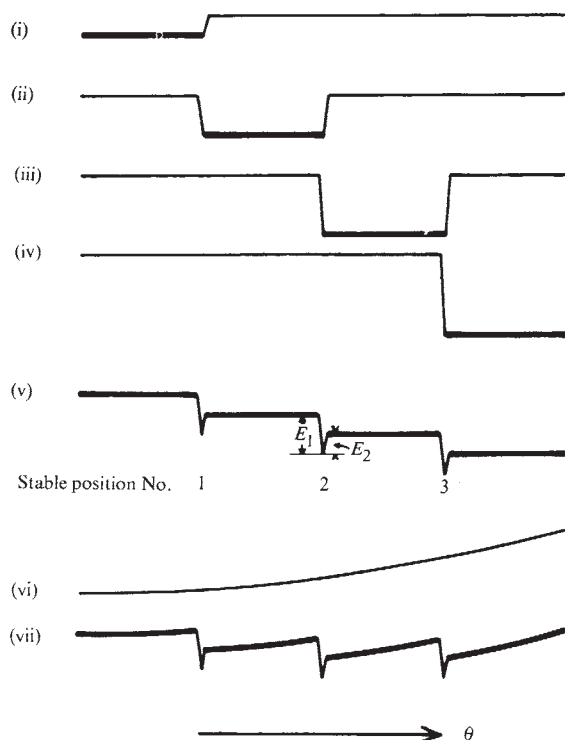 (i)
(ii)
(iii)
(iv)
(v)
E1
E2
Stable position No. 1 2 3
(vi)
(vii)
θ